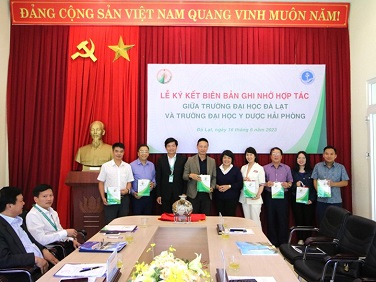 ĐẢNG CỘNG SẢN VIỆT NAM QUANG VINH MUÔN NĂM
LỄ KÝ KẾT BIÊN BẢN GHI NHỚ HỢP TÁC
GIỮA TRƯỜNG ĐẠI HỌC ĐÀ LẠT
VÀ TRƯỜNG ĐẠI HỌC Y DƯỢC HẢI PHÒNG